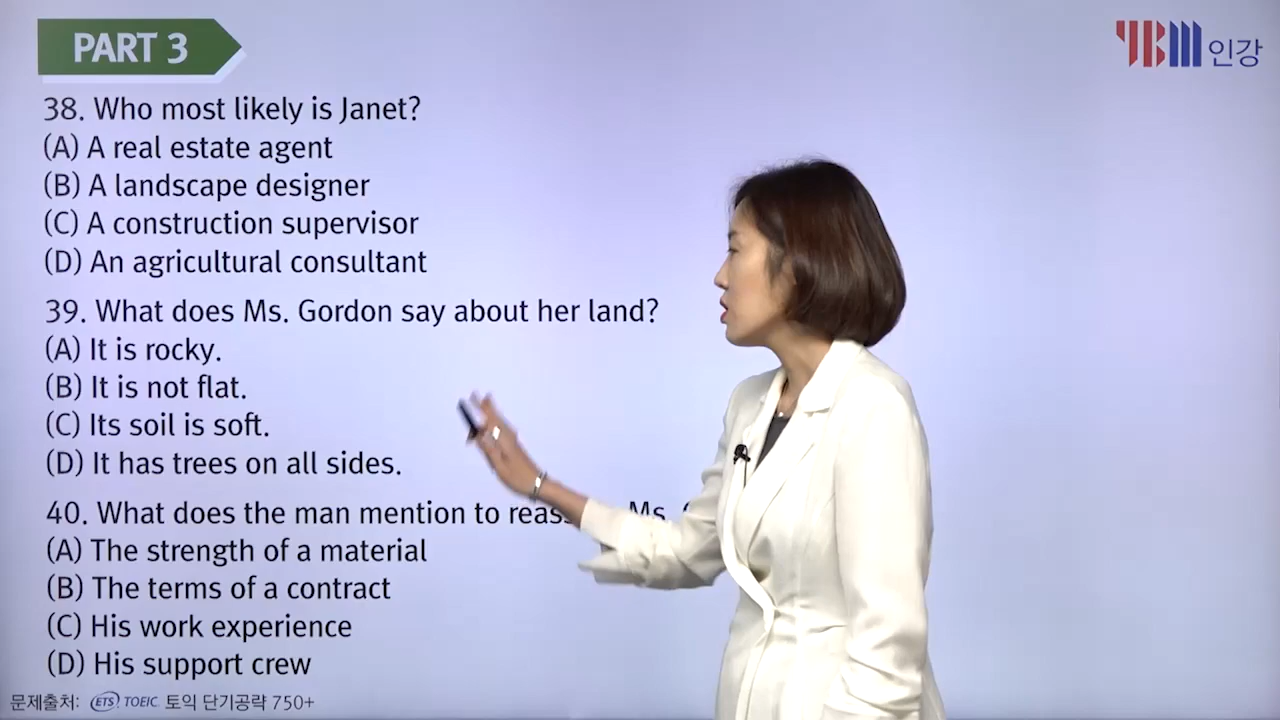 PART 3
YBM 인강
38. Who most likely is Janet?
(A) A real estate agent
(B) A landscape designer
(C) A construction supervisor
(D) An agricultural consultant
39. What does Ms. Gordon say about her land?
(A) It is rocky.
(B) It is not flat.
(C) Its soil is soft.
(D) It has trees on all sides.
40. What does the man mention to Ms.
(A) The strength of a material
(B) The terms of a contract
(C) His work experience
(D) His support crew
문제출처: ETS TOEIC 토익 단기공략 750+